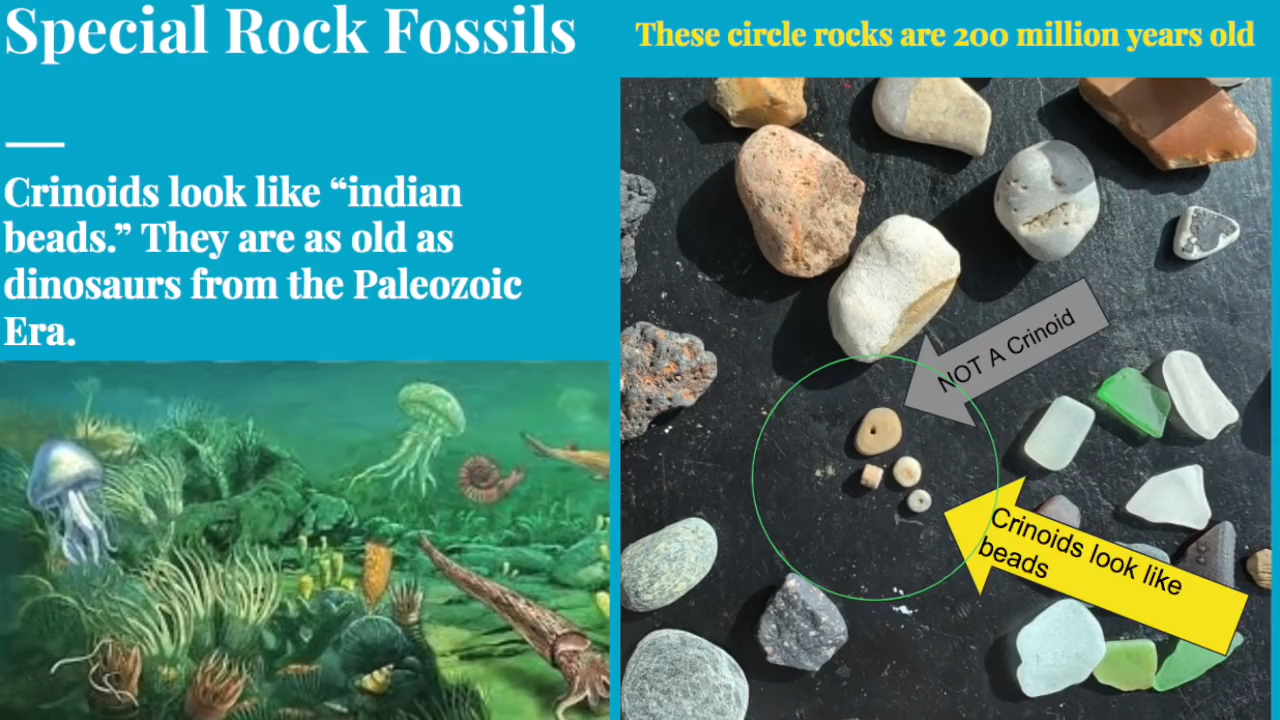 Special Rock Fossils
These circle rocks are 200 million years old
Crinoids look like “indian
beads.” They are as old as
dinosaurs from the Paleozoic
Era.
NOT A Crinoid
Crinoids look like
beads